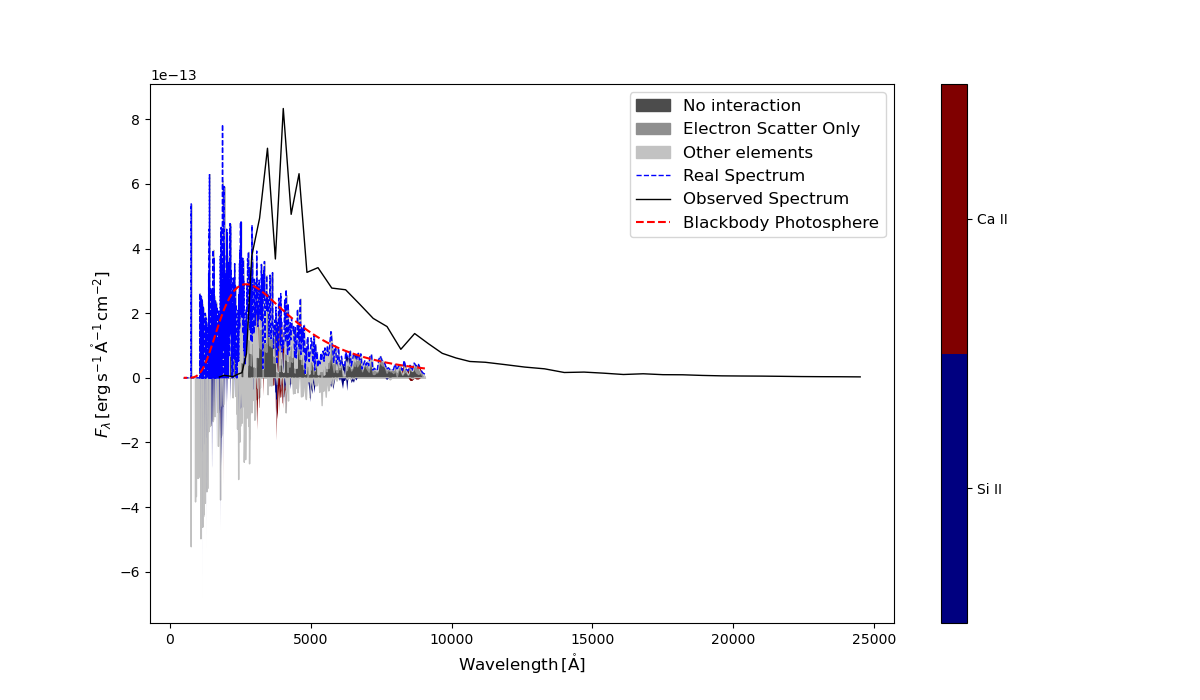 1e−13
8
6
4
2
0
−2
−4
−6
F_λ [erg s⁻¹ Å⁻¹ cm⁻²]
0
5000
10000
15000
20000
25000
Wavelength [Å]
No interaction
Electron Scatter Only
Other elements
Real Spectrum
Observed Spectrum
Blackbody Photosphere
Ca II
Si II